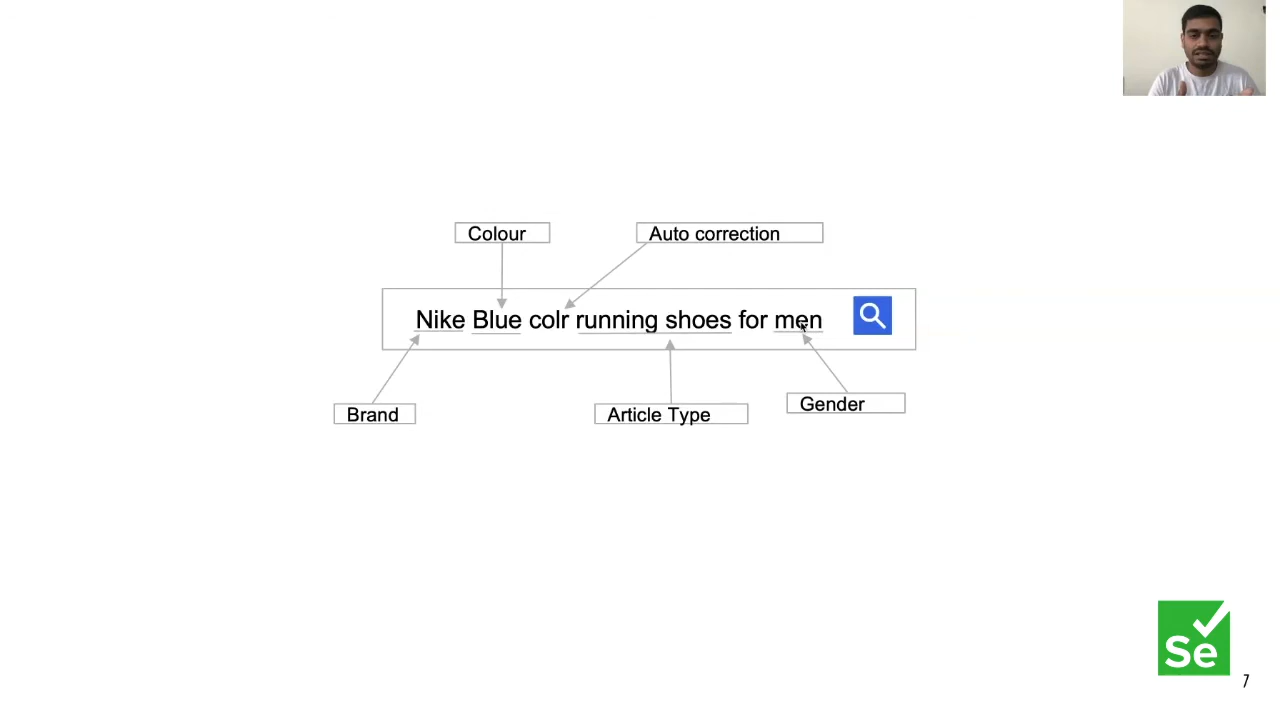 Colour
Auto correction
Nike Blue colr running shoes for men
Brand
Article Type
Gender
Se
7